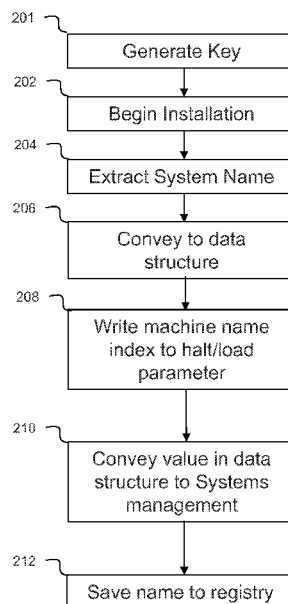 201
Generate Key
202
Begin Installation
204
Extract System Name
206
Convey to data
structure
208
Write machine name
index to halt/load
parameter
210
Convey value in data
structure to Systems
management
212
Save name to registry